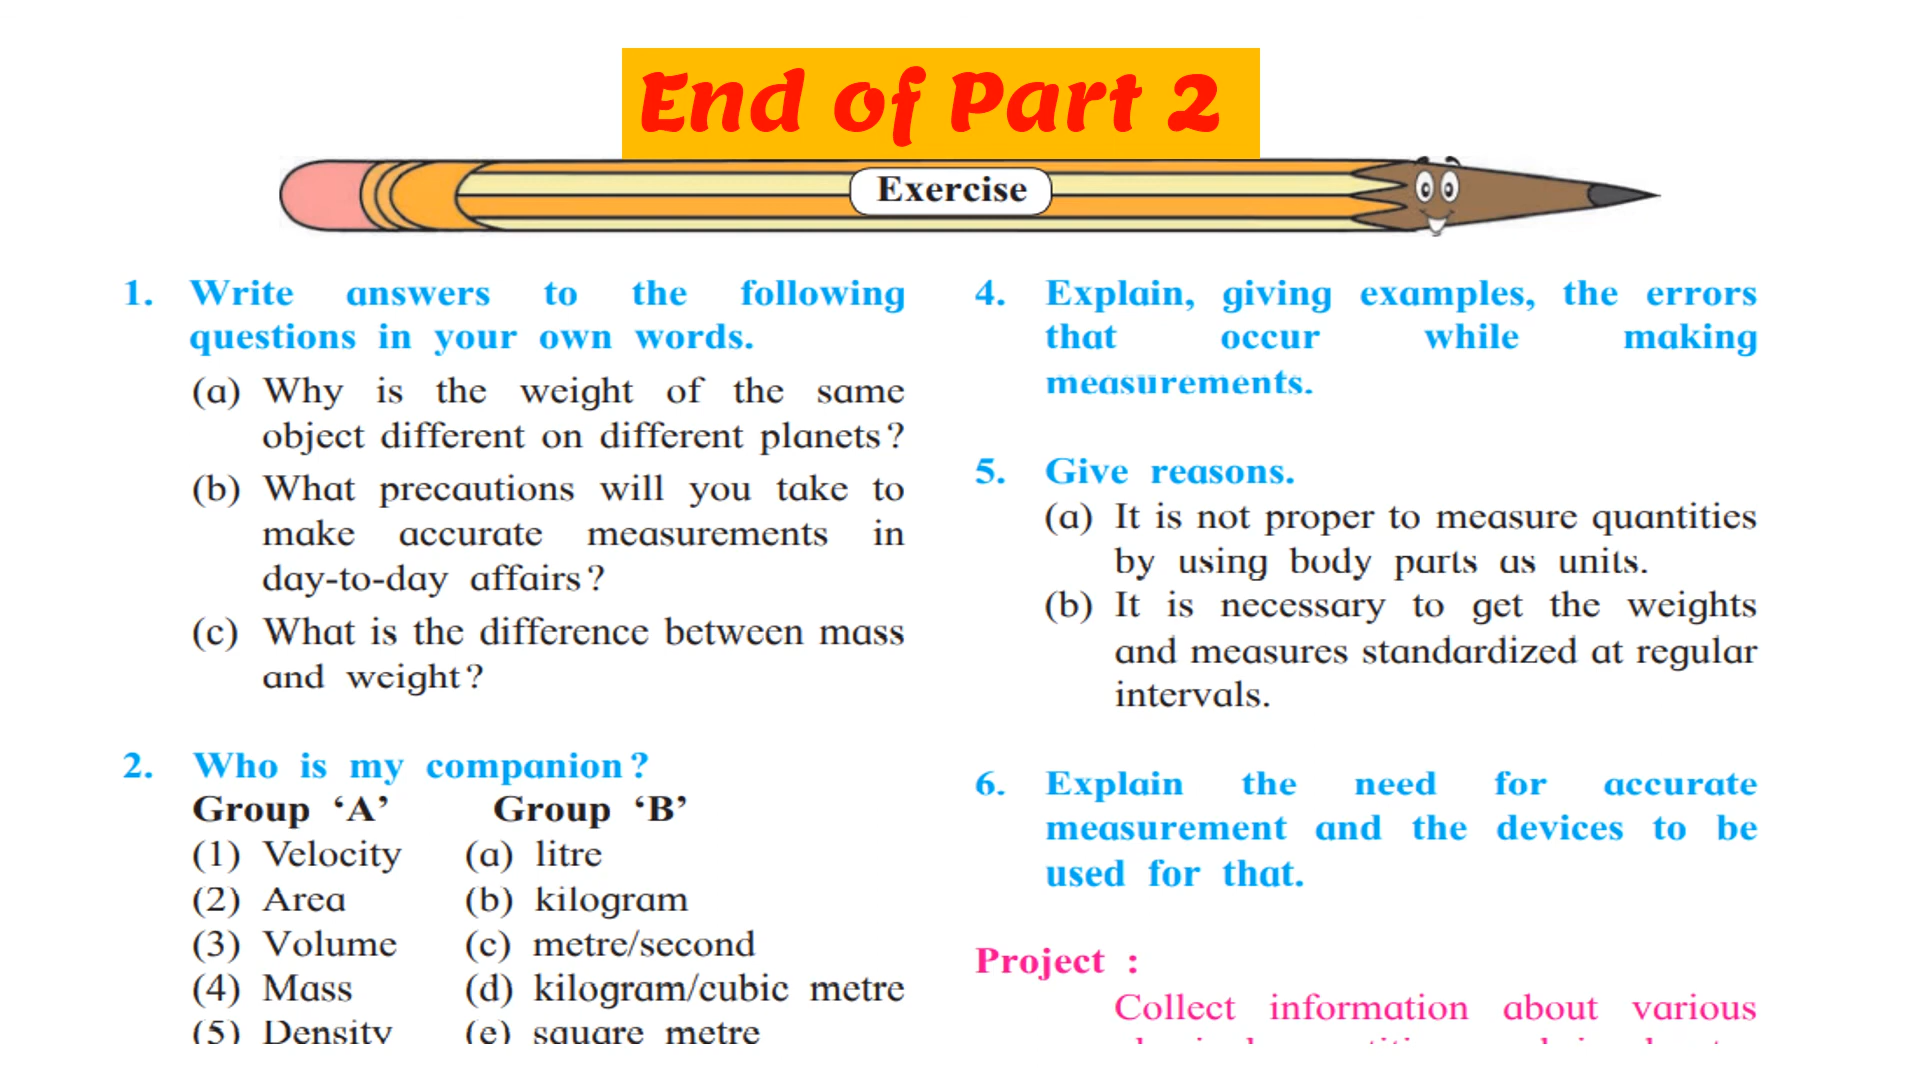 End of Part 2
Exercise
1. Write answers to the following
questions in your own words.
(a) Why is the weight of the same
object different on different planets?
(b) What precautions will you take to
make accurate measurements in
day-to-day affairs?
(c) What is the difference between mass
and weight?
2. Who is my companion?
Group ‘A’ Group ‘B’
(1) Velocity (a) litre
(2) Area (b) kilogram
(3) Volume (c) metre/second
(4) Mass (d) kilogram/cubic metre
(5) Density (e) square metre
4. Explain, giving examples, the errors
that occur while making
measurements.
5. Give reasons.
(a) It is not proper to measure quantities
by using body parts as units.
(b) It is necessary to get the weights
and measures standardized at regular
intervals.
6. Explain the need for accurate
measurement and the devices to be
used for that.
Project :
Collect information about various